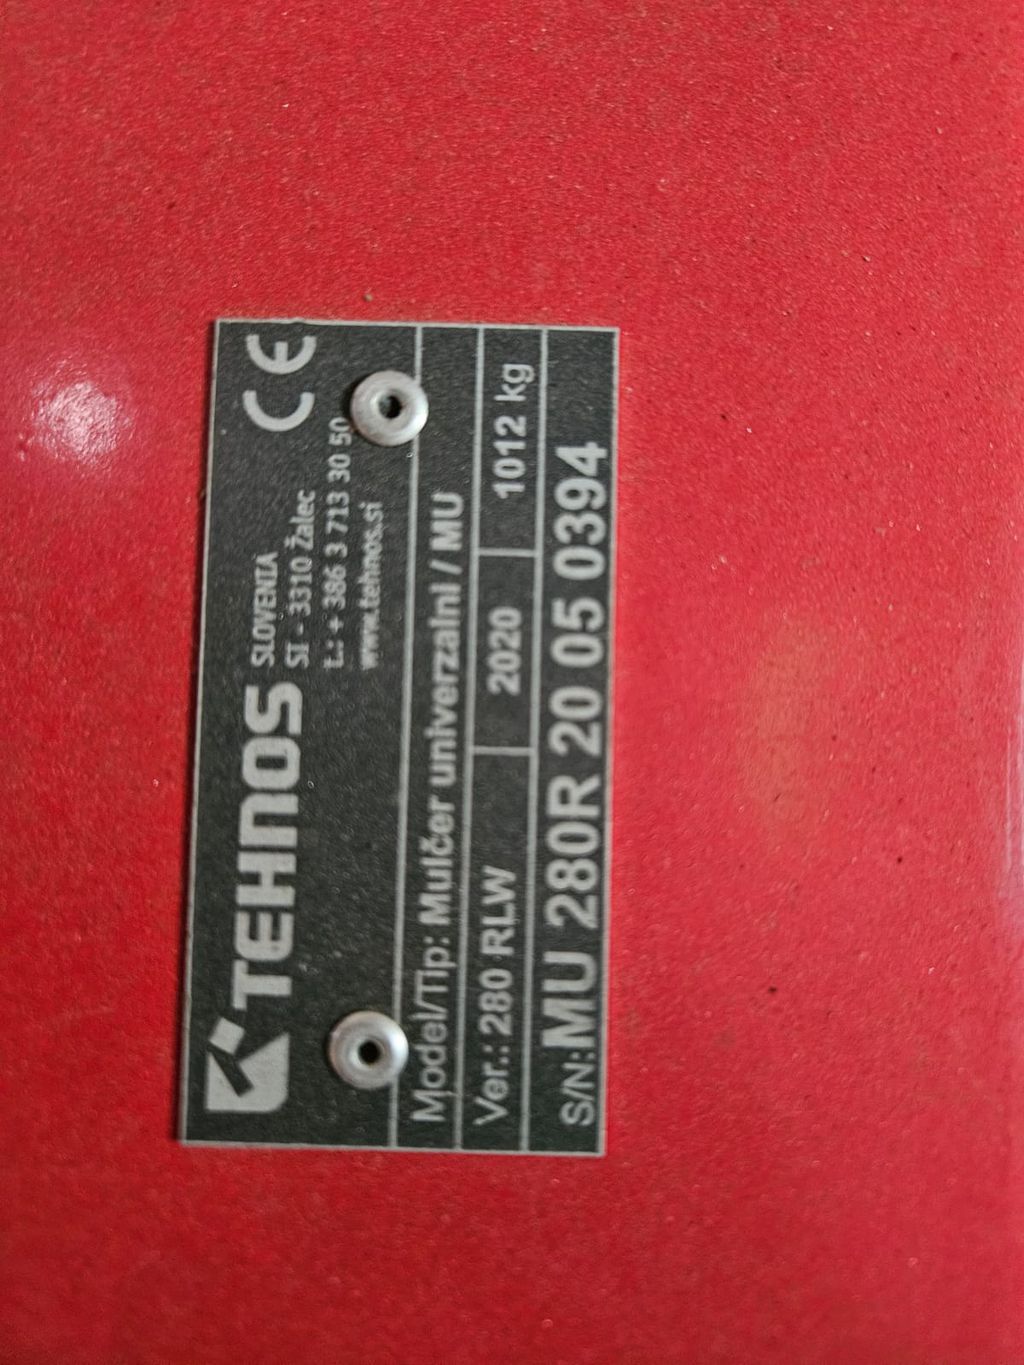 TEHNOS
SLOVENIA
SI - 3310 Žalec
t.: + 386 3 713 30 50
www.tehnos.si
CE
Model/Tip: Mulčer univerzalni / MU
Ver.: 280 RLW 2020 1012 kg
S/N: MU 280R 20 05 0394